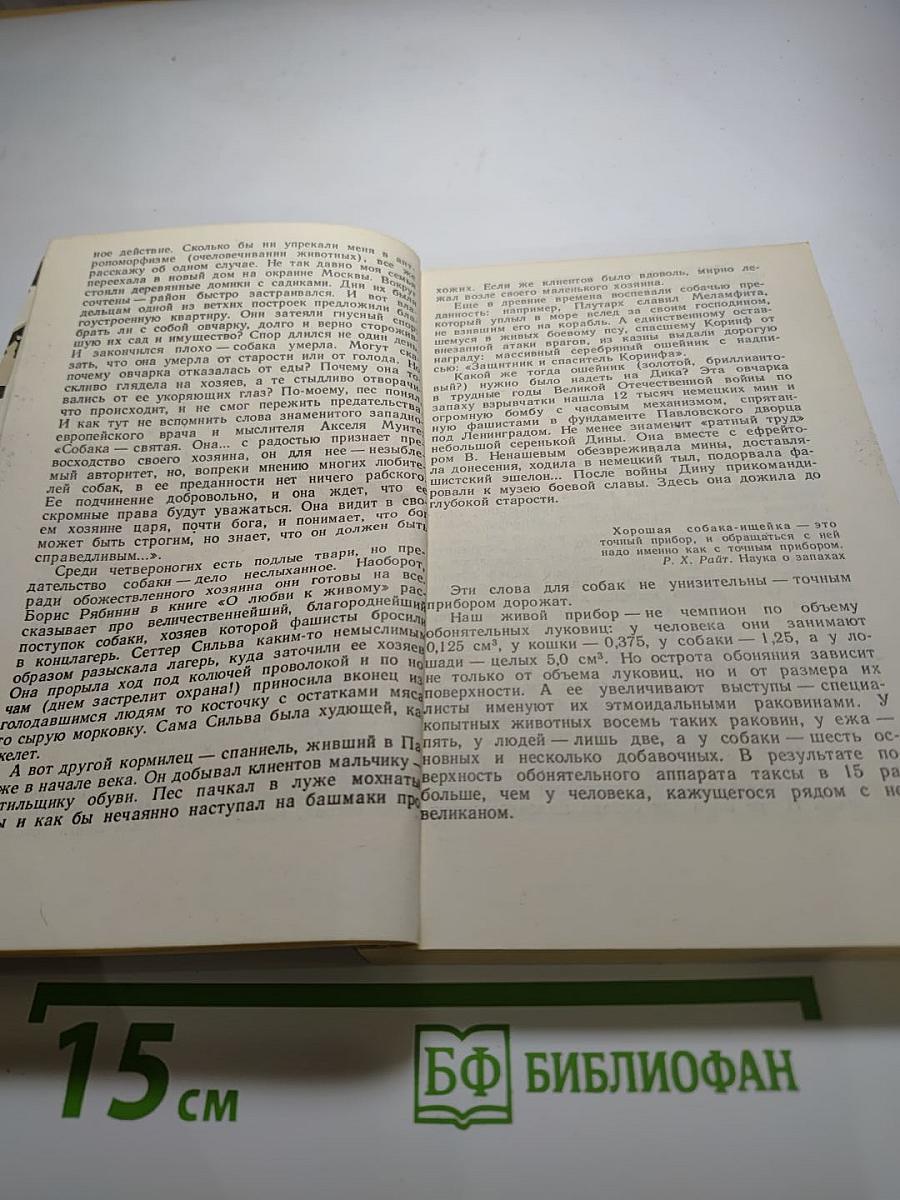 ное действие. Сколько бы ни упрекали меня в ант-
ропоморфизме (очеловечивании животных), все же
расскажу об одном случае. Не так давно моя семья
переехала в новый дом на окраине Москвы. Вокруг
стояли деревянные домики с садиками. Дни их были
сочтены — район быстро застраивался. И вот вла-
дельцам одной из ветхих построек предложили бла-
гоустроенную квартиру. Они затеяли гнусный спор:
брать ли с собой овчарку, долго и верно сторожив-
шую их сад и имущество? Спор длился не один день
И закончился плохо — собака умерла. Могут ска-
зать, что она умерла от старости или от голода. Но
почему овчарка отказалась от еды? Почему она то-
скливо глядела на хозяев, а те стыдливо отворачи-
вались от ее укоряющих глаз? По-моему, пес понял
что происходит, и не смог пережить предательства
И как тут не вспомнить слова знаменитого западно-
европейского врача и мыслителя Акселя Мунте
«Собака — святая. Она... с радостью признает пре-
восходство своего хозяина, он для нее — незыбле-
мый авторитет, но, вопреки мнению многих любите-
лей собак, в ее преданности нет ничего рабского
Ее подчинение добровольно, и она ждет, что ее
скромные права будут уважаться. Она видит в сво-
ем хозяине царя, почти бога, и понимает, что бог
может быть строгим, но знает, что он должен быть
справедливым...».
Среди четвероногих есть подлые твари, но пре-
дательство собаки — дело неслыханное. Наоборот,
ради обожествленного хозяина они готовы на все.
Борис Рябинин в книге «О любви к живому» рас-
сказывает про величественнейший, благороднейший
поступок собаки, хозяев которой фашисты бросили
в концлагерь. Сеттер Сильва каким-то немыслимым
образом разыскала лагерь, куда заточили ее хозяев
Она прорыла ход под колючей проволокой и по но-
чам (днем застрелит охрана!) приносила вконец из-
голодавшимся людям то косточку с остатками мяса
го сырую морковку. Сама Сильва была худющей, ка
келет.
А вот другой кормилец — спаниель, живший в Па
же в начале века. Он добывал клиентов мальчику —
тильщику обуви. Пес пачкал в луже мохнаты
ы и как бы нечаянно наступал на башмаки про
хожих. Если же клиентов было вдоволь, мирно ле-
жал возле своего маленького хозяина.
Еще в древние времена воспевали собачью пре-
данность: например, Плутарх славил Меламфита,
который уплыл в море вслед за своим господином,
не взявшим его на корабль. А единственному остав-
шемуся в живых боевому псу, спасшему Коринф от
внезапной атаки врагов, из казны выдали дорогую
награду: массивный серебряный ошейник с надпи-
сью: «Защитник и спаситель Коринфа».
Какой же тогда ошейник (золотой, бриллианто-
вый?) нужно было надеть на Дика? Эта овчарка
в трудные годы Великой Отечественной войны по
запаху взрывчатки нашла 12 тысяч немецких мин и
огромную бомбу с часовым механизмом, спрятан-
ную фашистами в фундаменте Павловского дворца
под Ленинградом. Не менее знаменит «ратный труд»
небольшой серенькой Дины. Она вместе с ефрейто-
ром В. Ненашевым обезвреживала мины, доставля-
ла донесения, ходила в немецкий тыл, подорвала фа-
шистский эшелон... После войны Дину прикоманди-
ровали к музею боевой славы. Здесь она дожила до
глубокой старости.
Хорошая собака-ищейка — это
точный прибор, и обращаться с ней
надо именно как с точным прибором.
Р. Х. Райт. Наука о запахах
Эти слова для собак не унизительны — точным
прибором дорожат.
Наш живой прибор — не чемпион по объему
обонятельных луковиц: у человека они занимают
0,125 см³, у кошки — 0,375, у собаки — 1,25, а у ло-
шади — целых 5,0 см³. Но острота обоняния зависит
не только от объема луковиц, но и от размера их
поверхности. А ее увеличивают выступы — специа-
листы именуют их этмоидальными раковинами. У
копытных животных восемь таких раковин, у ежа —
пять, у людей — лишь две, а у собаки — шесть ос-
новных и несколько добавочных. В результате по-
верхность обонятельного аппарата таксы в 15 ра
больше, чем у человека, кажущегося рядом с не
великаном.
15 см
БФ БИБЛИОФАН